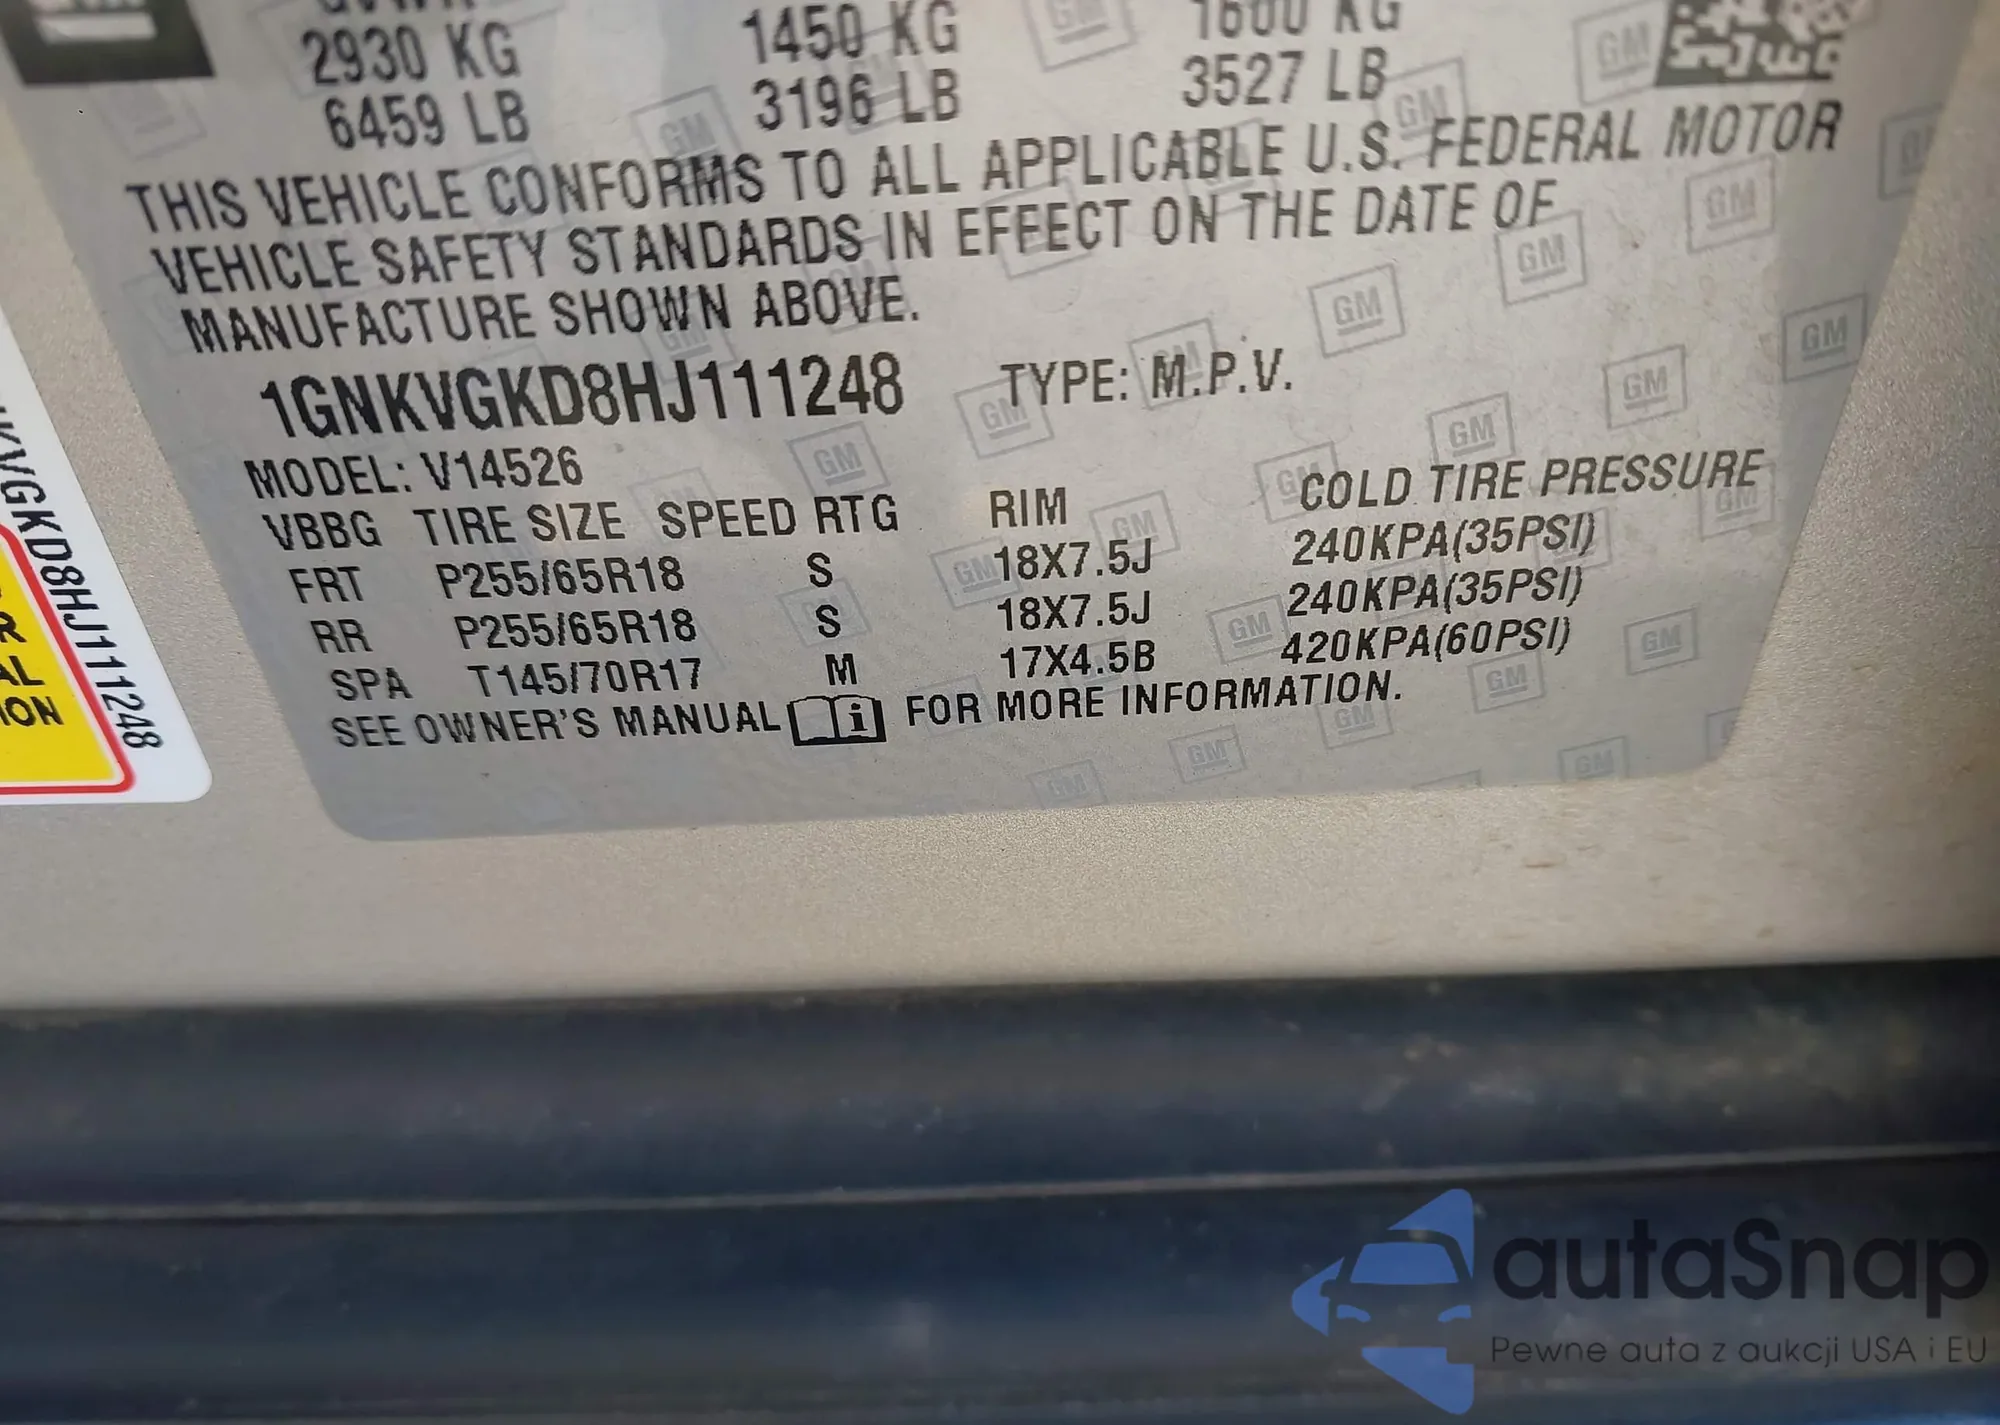 2930 KG 1450 KG 1600 KG
6459 LB 3196 LB 3527 LB
THIS VEHICLE CONFORMS TO ALL APPLICABLE U.S. FEDERAL MOTOR
VEHICLE SAFETY STANDARDS IN EFFECT ON THE DATE OF
MANUFACTURE SHOWN ABOVE.
1GNKVGKD8HJ111248 TYPE: M.P.V.
MODEL: V14526
VBBG TIRE SIZE SPEED RTG RIM COLD TIRE PRESSURE
FRT P255/65R18 S 18X7.5J 240KPA(35PSI)
RR P255/65R18 S 18X7.5J 240KPA(35PSI)
SPA T145/70R17 M 17X4.5B 420KPA(60PSI)
SEE OWNER'S MANUAL i FOR MORE INFORMATION.
KVGKD8HJ111248
R
AL
ION
GM
autaSnap
Pewne auta z aukcji USA i EU